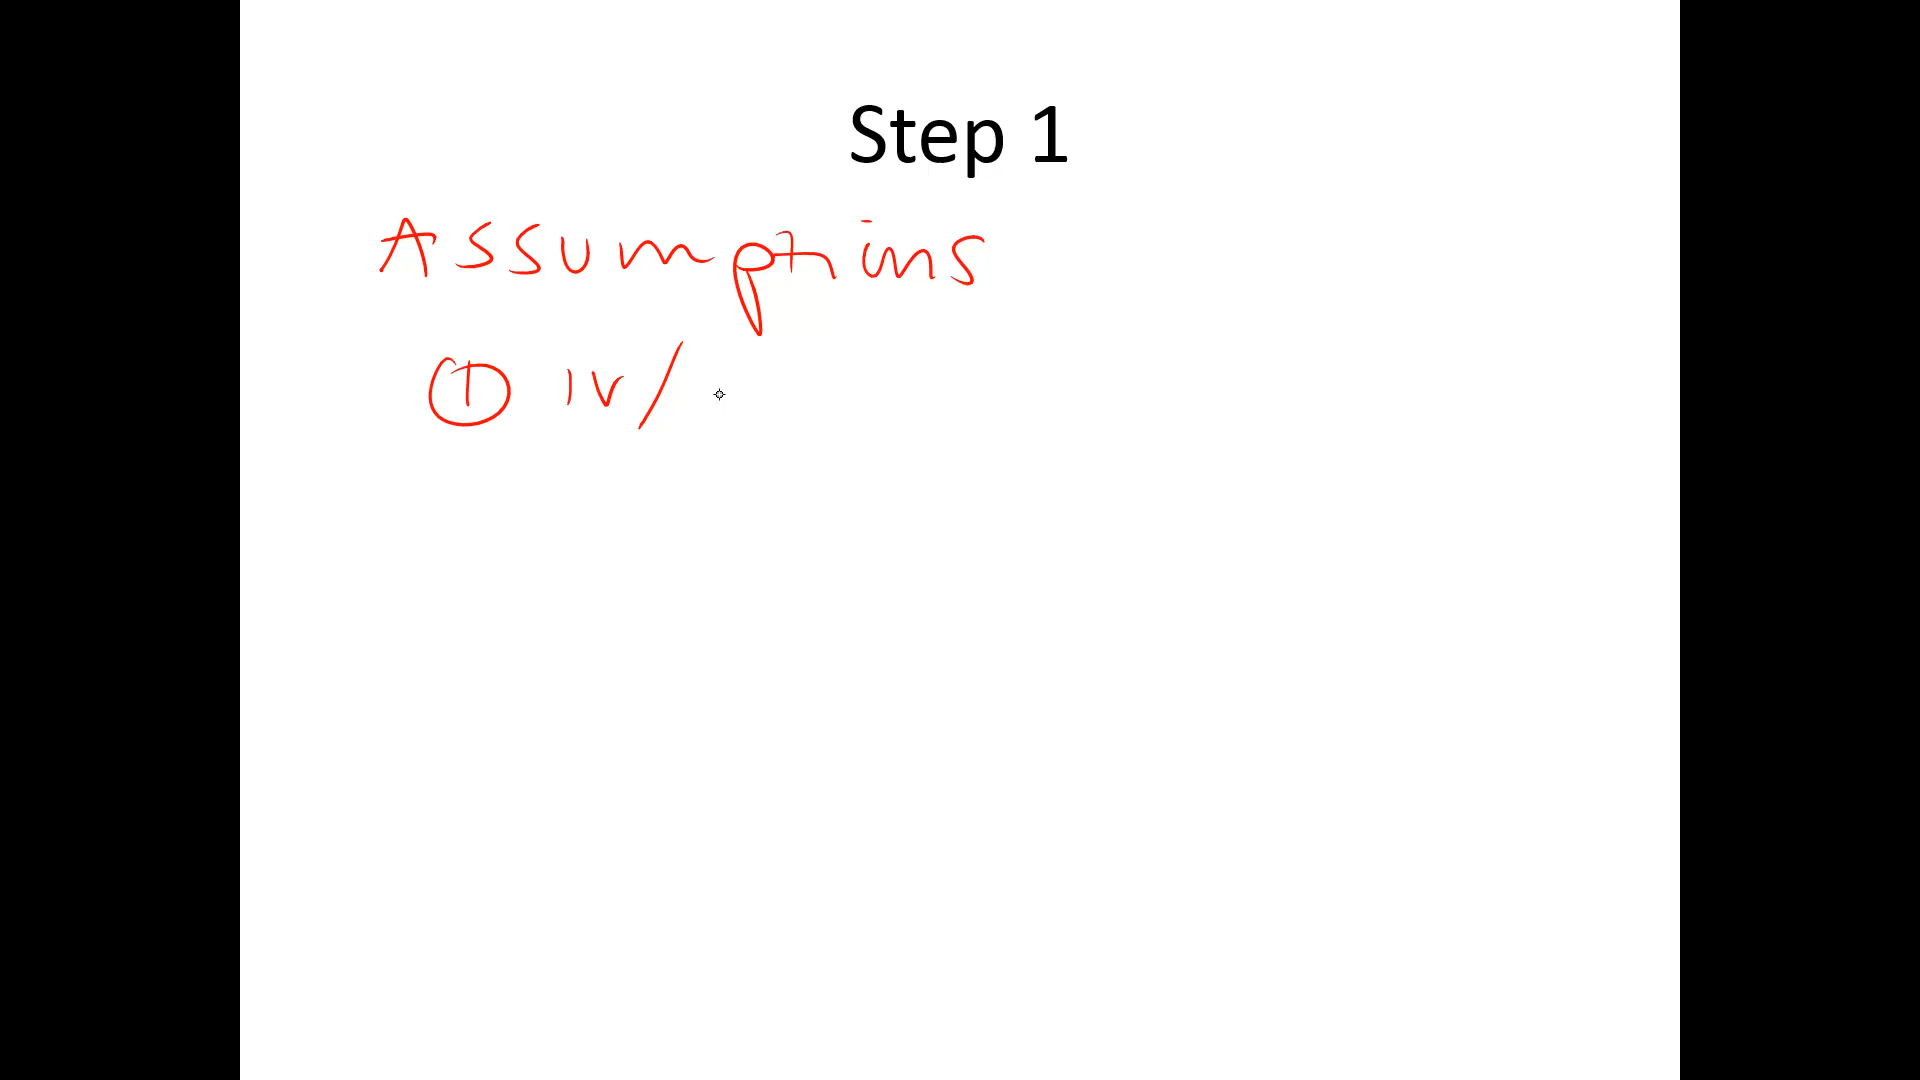 Step 1
Assumptions
① IV/